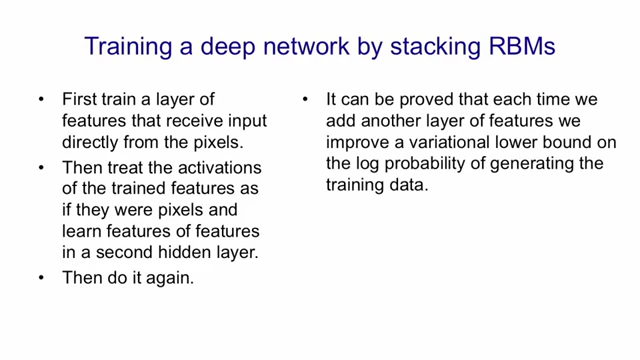 Training a deep network by stacking RBMs
• First train a layer of
features that receive input
directly from the pixels.
• Then treat the activations
of the trained features as
if they were pixels and
learn features of features
in a second hidden layer.
• Then do it again.
• It can be proved that each time we
add another layer of features we
improve a variational lower bound on
the log probability of generating the
training data.